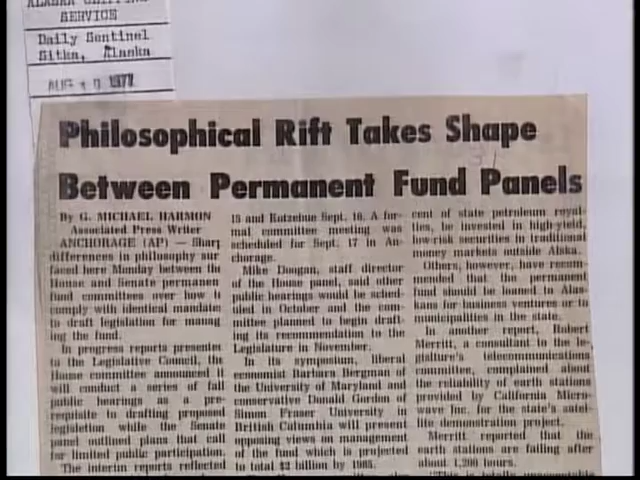 SERVICE
Daily Sentinel
Sitka, Alaska
AUG 1977
Philosophical Rift Takes Shape
Between Permanent Fund Panels
By G. MICHAEL HARMON
Associated Press Writer
ANCHORAGE (AP) — Sharp
differences in philosophy sur
faced here Monday between the
House and Senate permanen
fund committees over how to
comply with identical mandates
to draft legislation for manag
ing the fund.
In progress reports presented
to the Legislative Council, the
House committee announced it
will conduct a series of fall
public hearings as a pre-
requisite to drafting proposed
legislation while the Senate
panel outlined plans that call
for limited public participation.
The interim reports reflected
15 and Kotzebue Sept. 16. A for-
mal committee meeting was
scheduled for Sept. 17 in An-
chorage.
Mike Doogan, staff director
of the House panel, said other
public hearings would be sched-
uled in October and the com-
mittee planned to begin draft-
ing its recommendation to the
Legislature in November.
In its symposium, liberal
economist Barbara Bergman of
the University of Maryland and
conservative Donald Gordon of
Simon Fraser University in
British Columbia will present
opposing views on management
of the fund which is projected
to total $2 billion by 1985.
cent of state petroleum royal-
ties, be invested in high-yield,
low-risk securities in traditional
money markets outside Alska.
Others, however, have recom
mended that the permanent
fund should be loaned to Alas-
kans for business ventures or to
municipalities in the state.
In another report, Robert
Merritt, a consultant to the le-
gislature's telecommunications
committee, complained about
the reliability of earth stations
provided by California Micro-
wave Inc. for the state's satel-
lite demonstration project.
Merritt reported that the
earth stations are failing after
about 1,200 hours.